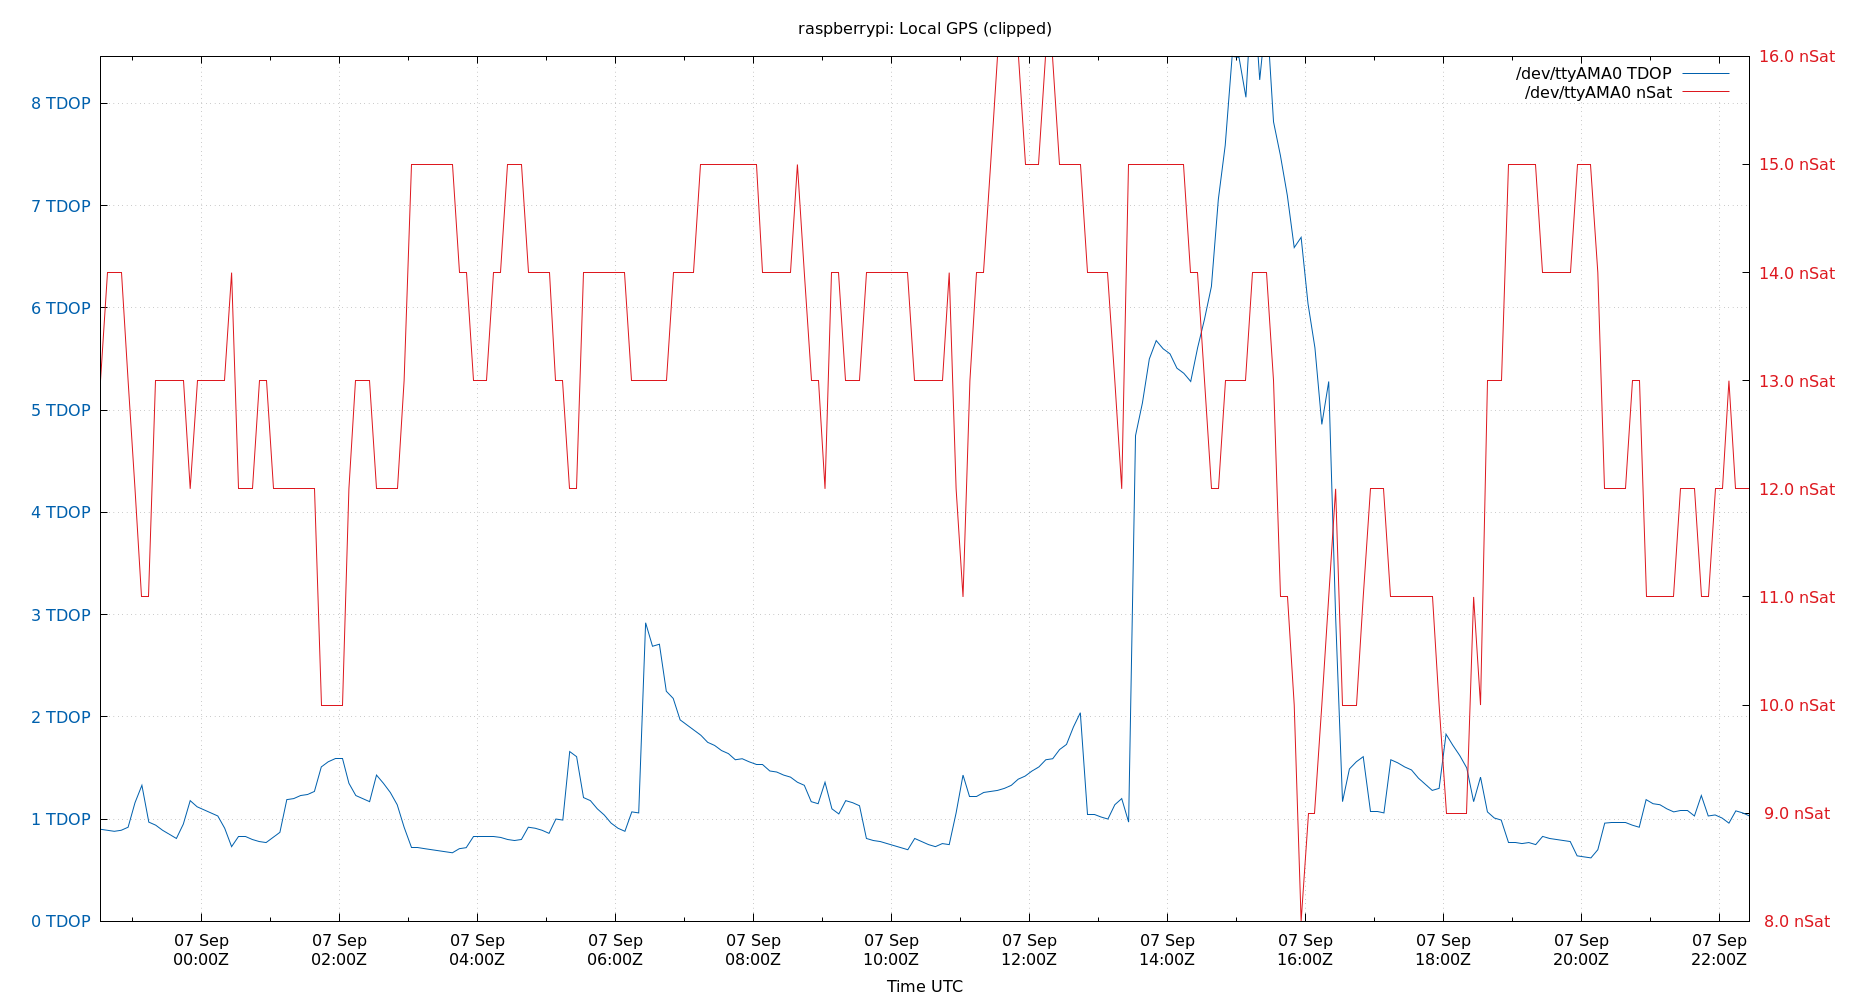 raspberrypi: Local GPS (clipped)
/dev/ttyAMA0 TDOP
/dev/ttyAMA0 nSat
8 TDOP
7 TDOP
6 TDOP
5 TDOP
4 TDOP
3 TDOP
2 TDOP
1 TDOP
0 TDOP
16.0 nSat
15.0 nSat
14.0 nSat
13.0 nSat
12.0 nSat
11.0 nSat
10.0 nSat
9.0 nSat
8.0 nSat
07 Sep 07 Sep 07 Sep 07 Sep 07 Sep 07 Sep 07 Sep 07 Sep 07 Sep 07 Sep 07 Sep 07 Sep
00:00Z 02:00Z 04:00Z 06:00Z 08:00Z 10:00Z 12:00Z 14:00Z 16:00Z 18:00Z 20:00Z 22:00Z
Time UTC